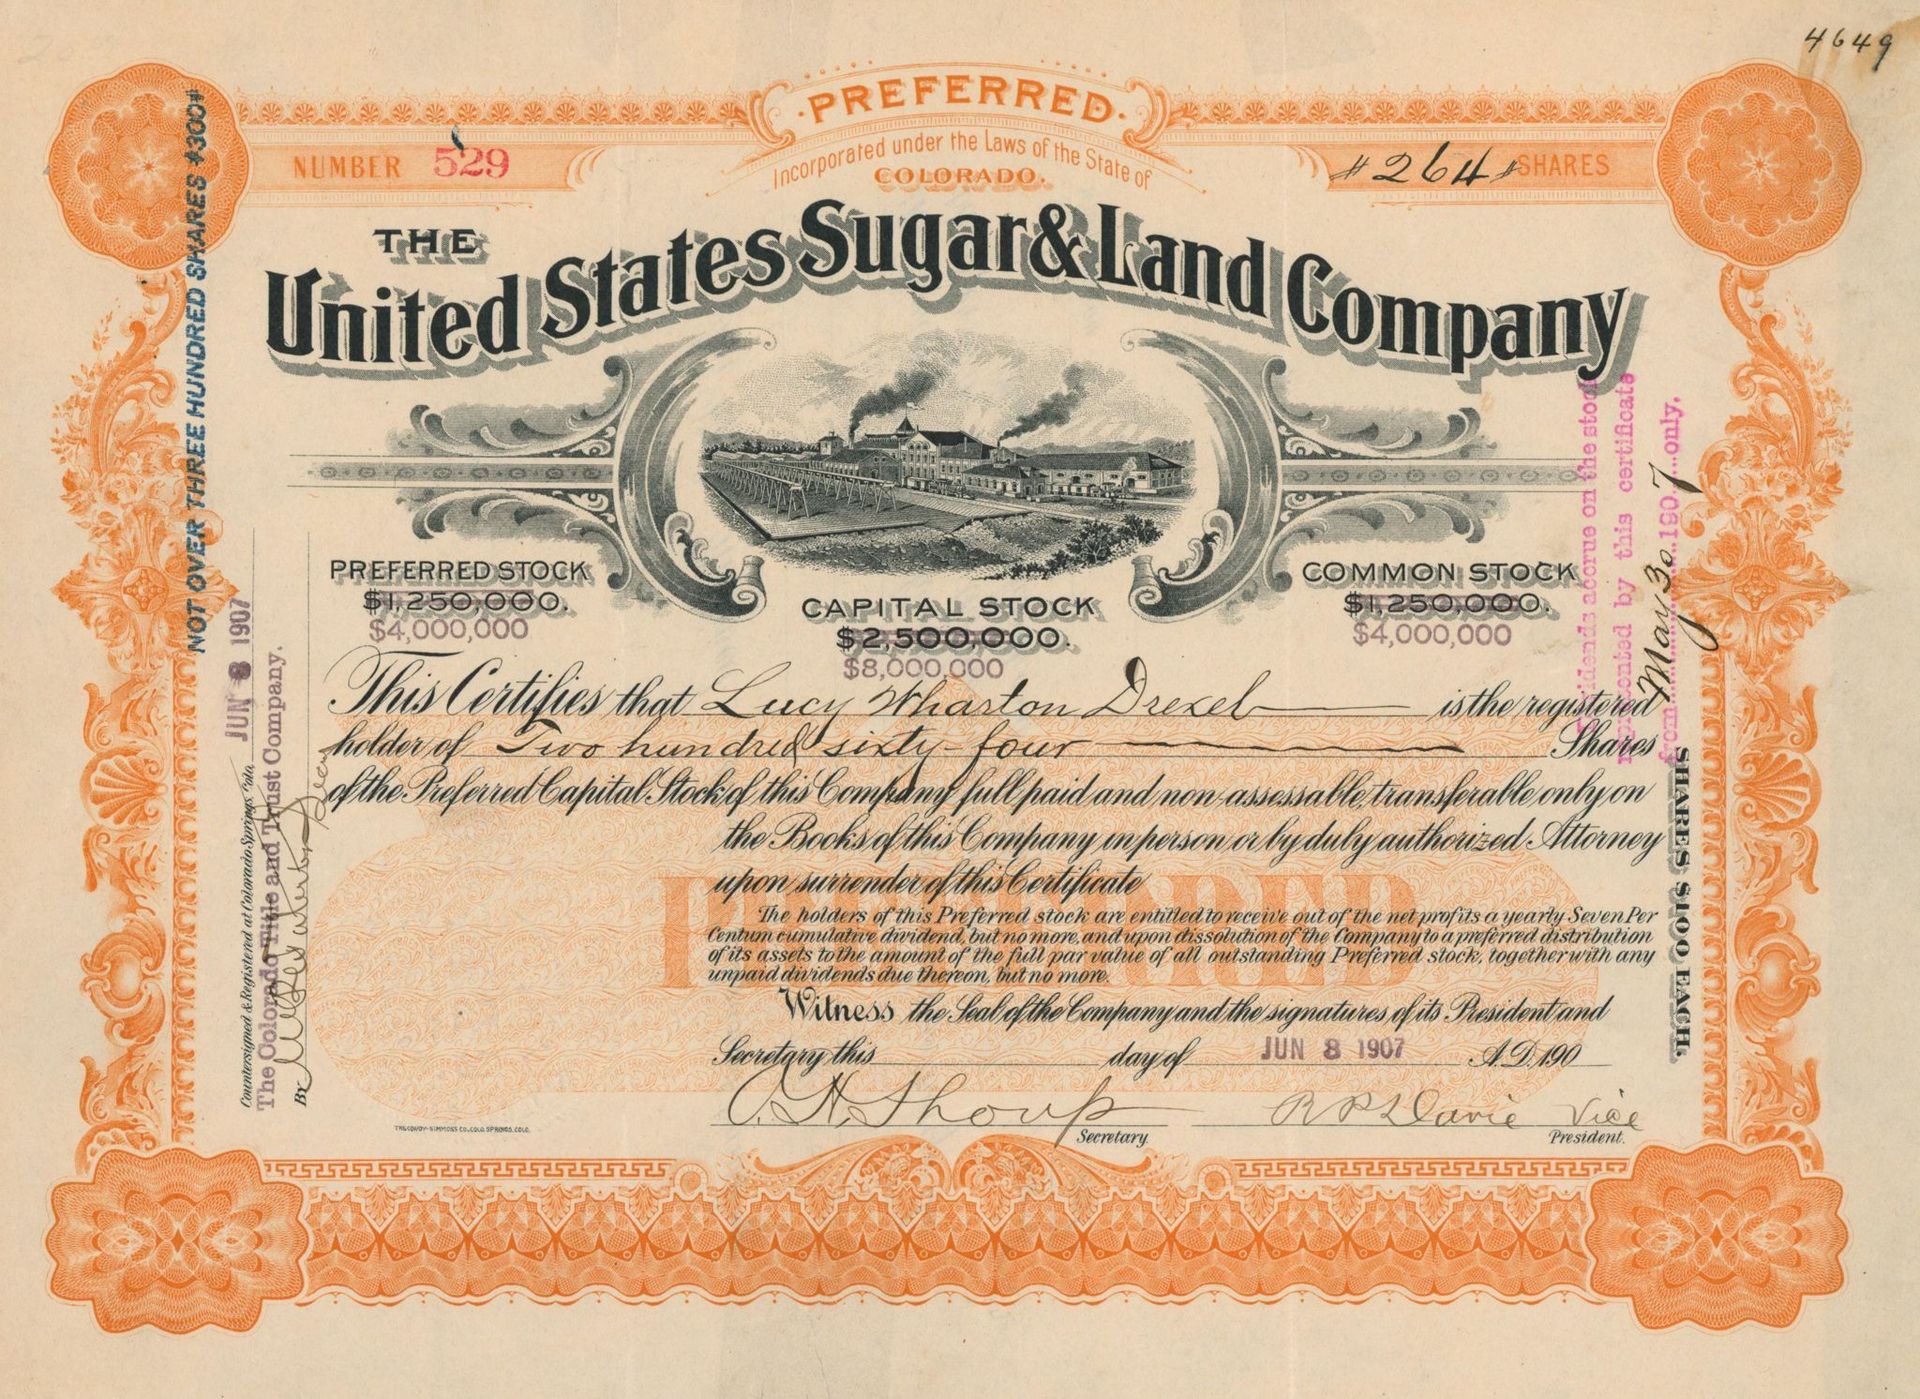 4649
PREFERRED
Incorporated under the Laws of the State of
COLORADO.
NUMBER 529
#264# SHARES
THE
United States Sugar & Land Company
PREFERRED STOCK
$1,250,000.
$4,000,000
CAPITAL STOCK
$2,500,000.
$8,000,000
COMMON STOCK
$1,250,000.
$4,000,000
This Certifies that Lucy Wharton Drexel is the registered
holder of Two hundred sixty-four Shares
of the Preferred Capital Stock of this Company full paid and non-assessable, transferable only on
the Books of this Company in person or by duly authorized Attorney
upon surrender of this Certificate
The holders of this Preferred stock are entitled to receive out of the net profits a yearly Seven Per
Centum cumulative dividend, but no more, and upon dissolution of the Company to a preferred distribution
of its assets to the amount of the full par value of all outstanding Preferred stock, together with any
unpaid dividends due thereon, but no more.
PREFERRED
Witness the Seal of the Company and the signatures of its President and
Secretary this day of JUN 8 1907 A.D. 190
C. H. Shoup
Secretary.
R P Davie Vice
President.
NOT OVER THREE HUNDRED SHARES #300#
JUN 8 1907
Countersigned & Registered at Colorado Springs Colo.
The Colorado Title and Trust Company.
By
Dividends accrue on the stock
represented by this certificate
from May 30 1907 only.
SHARES $100 EACH.
THE GOWDY-SIMMONS CO., COLO. SPRINGS, COLO.